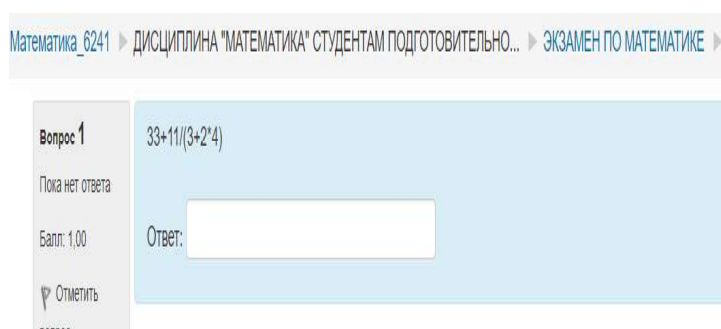 Математика_6241 ▶ ДИСЦИПЛИНА "МАТЕМАТИКА" СТУДЕНТАМ ПОДГОТОВИТЕЛЬНО... ▶ ЭКЗАМЕН ПО МАТЕМАТИКЕ ▶
Вопрос 1
Пока нет ответа
Балл: 1,00
Отметить
33+11/(3+2*4)
Ответ: